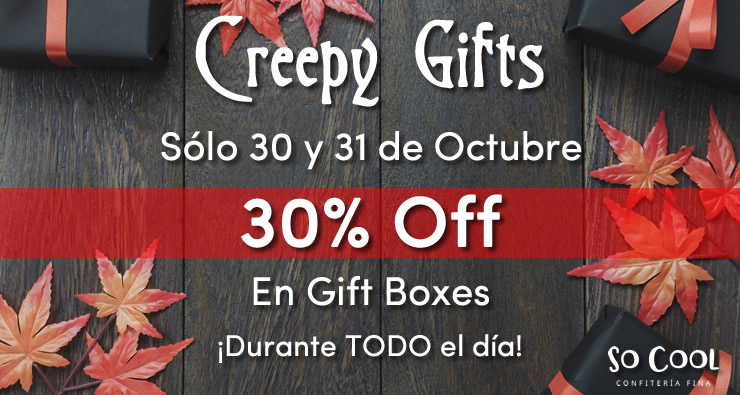 Creepy Gifts
Sólo 30 y 31 de Octubre
30% Off
En Gift Boxes
¡Durante TODO el día!
SO COOL
CONFITERÍA FINA